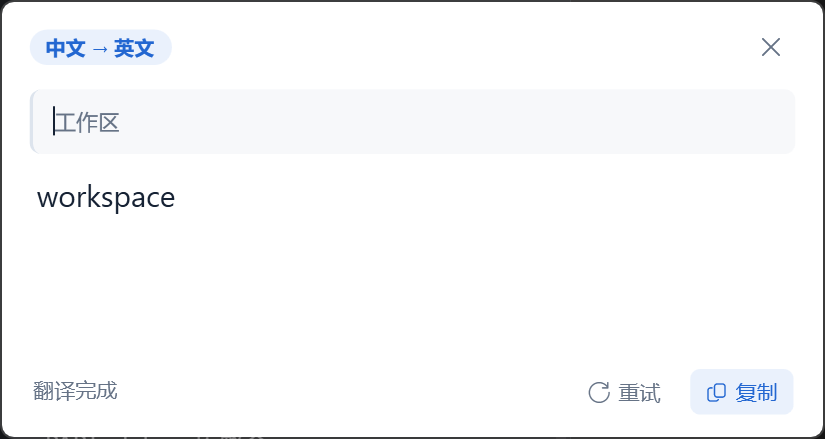 中文 → 英文
工作区
workspace
翻译完成
重试
复制